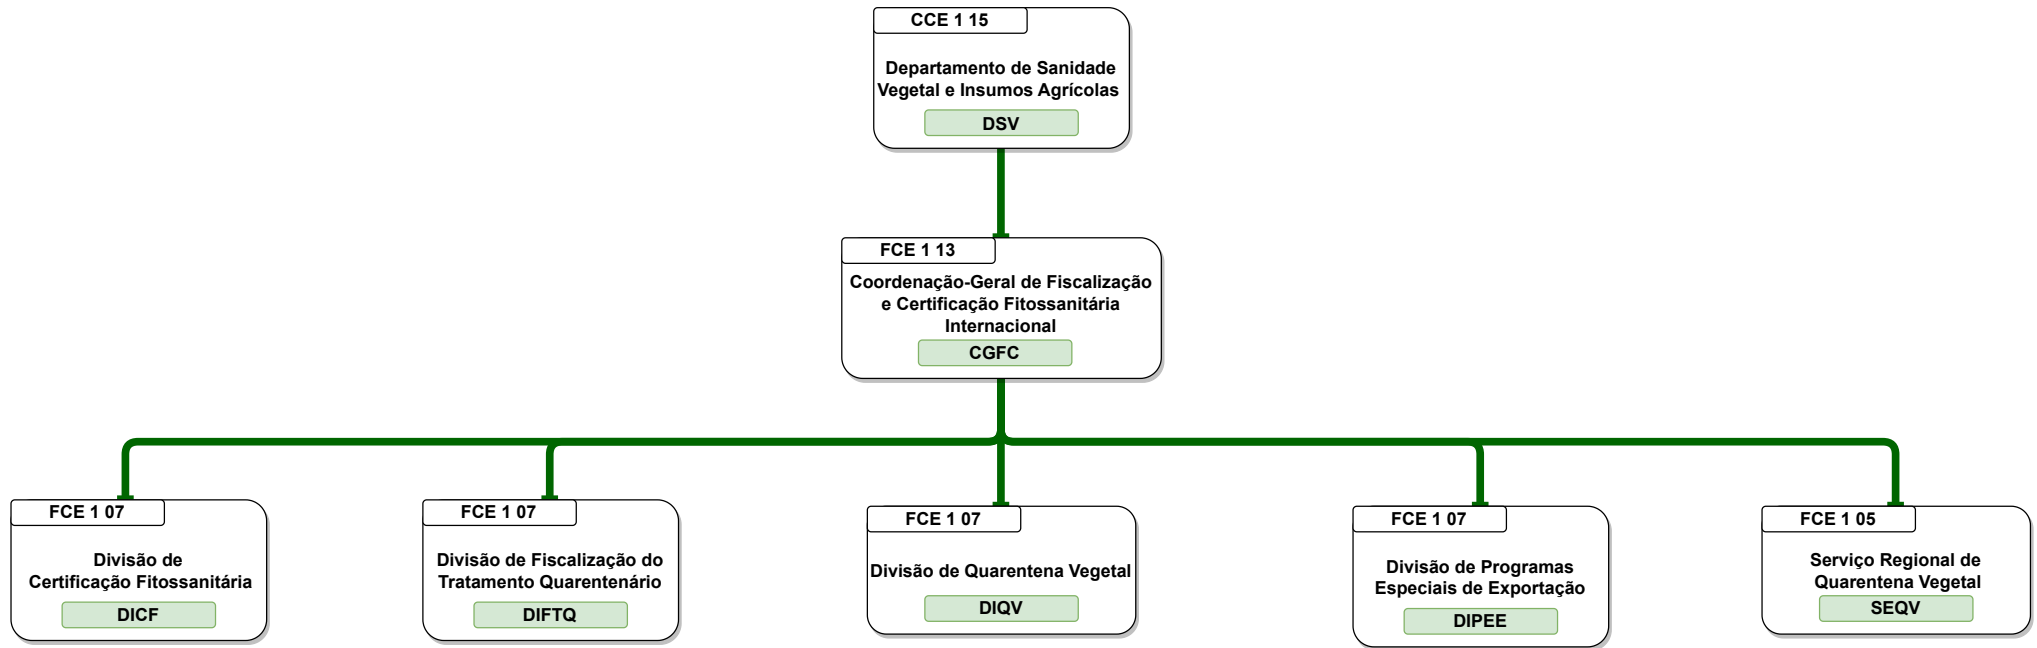 CCE 1 15
Departamento de Sanidade
Vegetal e Insumos Agrícolas
DSV
FCE 1 13
Coordenação-Geral de Fiscalização
e Certificação Fitossanitária
Internacional
CGFC
FCE 1 07
Divisão de
Certificação Fitossanitária
DICF
FCE 1 07
Divisão de Fiscalização do
Tratamento Quarentenário
DIFTQ
FCE 1 07
Divisão de Quarentena Vegetal
DIQV
FCE 1 07
Divisão de Programas
Especiais de Exportação
DIPEE
FCE 1 05
Serviço Regional de
Quarentena Vegetal
SEQV